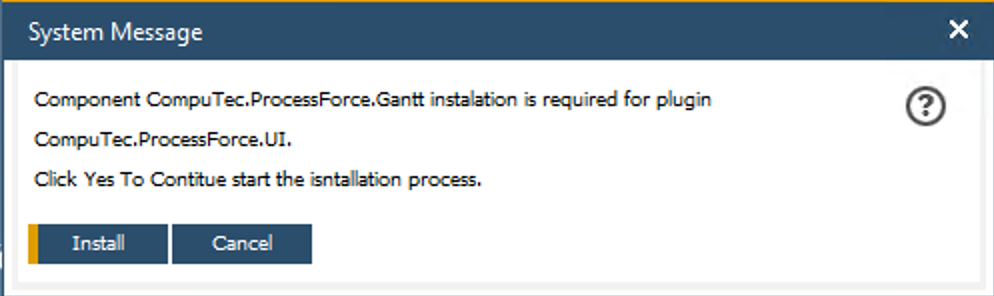 System Message
Component CompuTec.ProcessForce.Gantt instalation is required for plugin
CompuTec.ProcessForce.UI.
Click Yes To Contitue start the isntallation process.
Install
Cancel